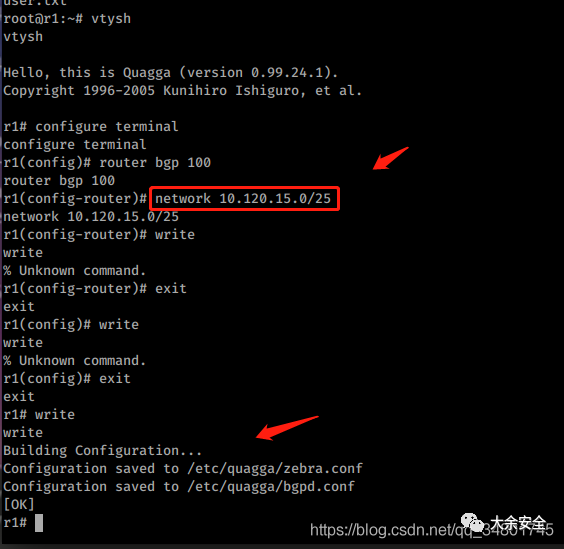 user.txt
root@r1:~# vtysh
vtysh
Hello, this is Quagga (version 0.99.24.1).
Copyright 1996-2005 Kunihiro Ishiguro, et al.
r1# configure terminal
configure terminal
r1(config)# router bgp 100
router bgp 100
r1(config-router)# network 10.120.15.0/25
network 10.120.15.0/25
r1(config-router)# write
write
% Unknown command.
r1(config-router)# exit
exit
r1(config)# write
write
% Unknown command.
r1(config)# exit
exit
r1# write
write
Building Configuration...
Configuration saved to /etc/quagga/zebra.conf
Configuration saved to /etc/quagga/bgpd.conf
[OK]
r1#
大余安全
https://blog.csdn.net/qq_34801745